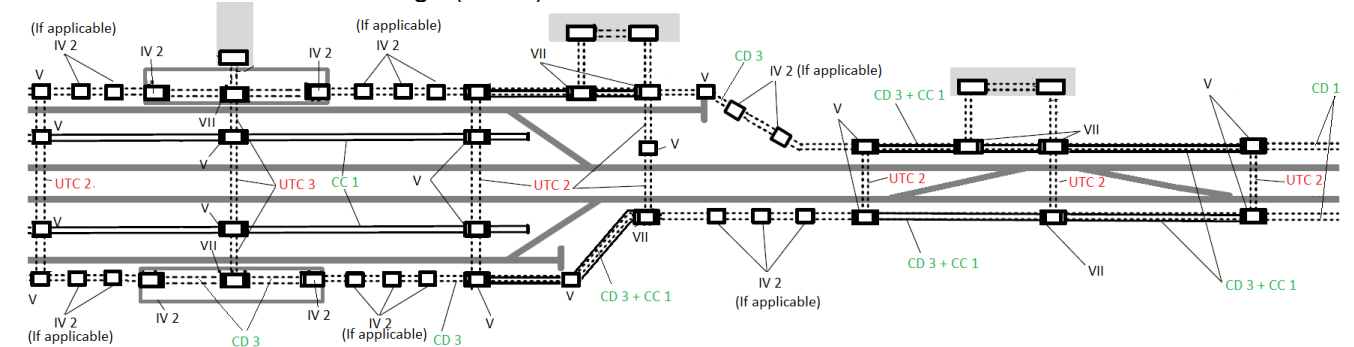 (If applicable)
(If applicable)
IV 2
IV 2
IV 2
IV 2
VII
CD 3
V
V
IV 2 (If applicable)
V
CD 3 + CC 1
V
CD 1
VII
V
VII
V
V
UTC 2.
UTC 3
CC 1
V
UTC 2
UTC 2
UTC 2
UTC 2
V
V
VII
VII
CD 3 + CC 1
VII
V
IV 2
CD 3 + CC 1
V
V
CD 3 + CC 1
IV 2
IV 2
IV 2
IV 2
V
(If applicable)
(If applicable)
(If applicable)
CD 3
CD 3